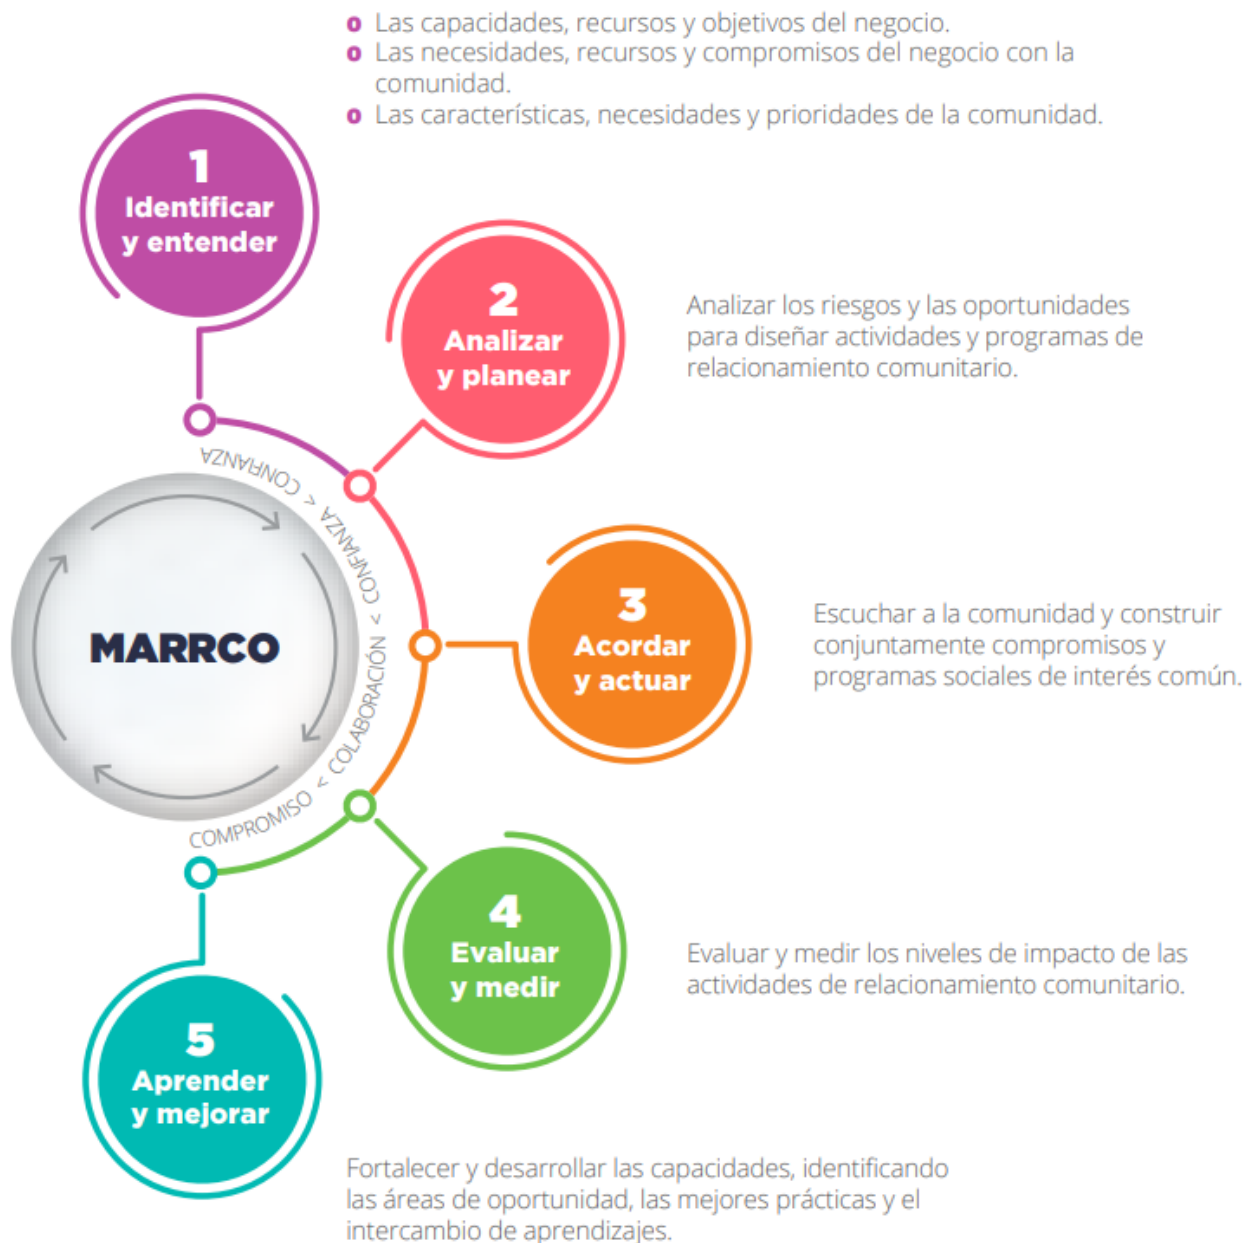 o Las capacidades, recursos y objetivos del negocio.
o Las necesidades, recursos y compromisos del negocio con la
comunidad.
o Las características, necesidades y prioridades de la comunidad.
1
Identificar
y entender
2
Analizar
y planear
Analizar los riesgos y las oportunidades
para diseñar actividades y programas de
relacionamiento comunitario.
MARRCO
COMPROMISO < COLABORACIÓN < CONFIANZA < CONFIANZA
3
Acordar
y actuar
Escuchar a la comunidad y construir
conjuntamente compromisos y
programas sociales de interés común.
4
Evaluar
y medir
Evaluar y medir los niveles de impacto de las
actividades de relacionamiento comunitario.
5
Aprender
y mejorar
Fortalecer y desarrollar las capacidades, identificando
las áreas de oportunidad, las mejores prácticas y el
intercambio de aprendizajes.